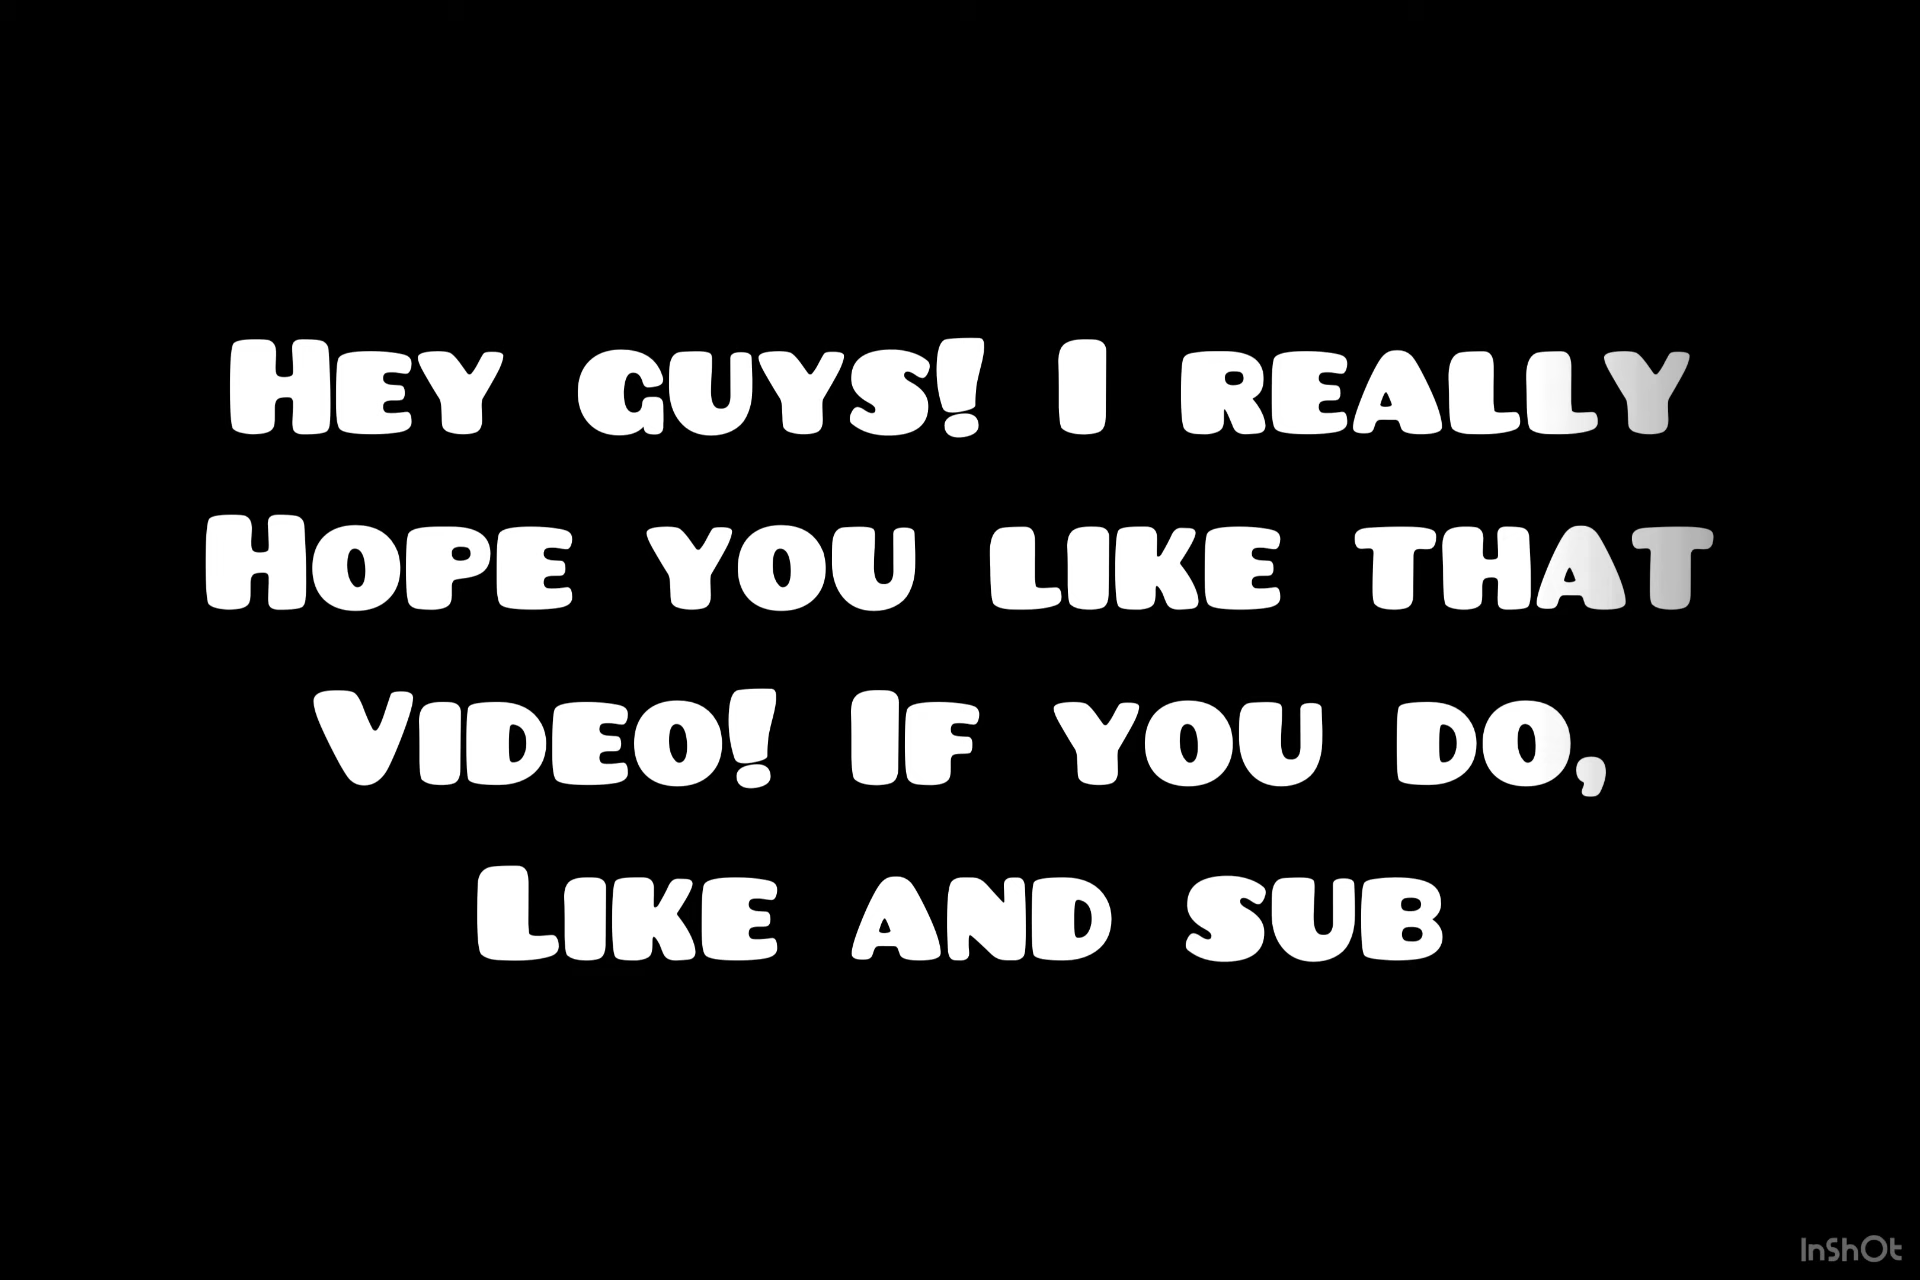 Hey guys! I really
Hope you like that
Video! If you do,
Like and sub
InShOt